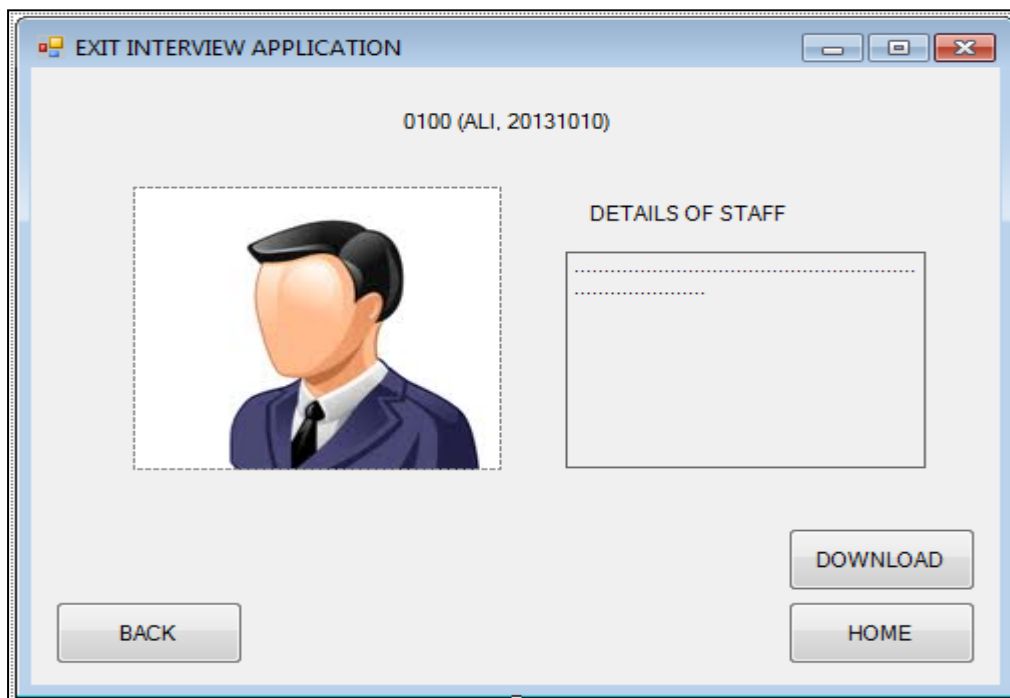 EXIT INTERVIEW APPLICATION
0100 (ALI, 20131010)
DETAILS OF STAFF
.........................................................
......................
DOWNLOAD
BACK
HOME